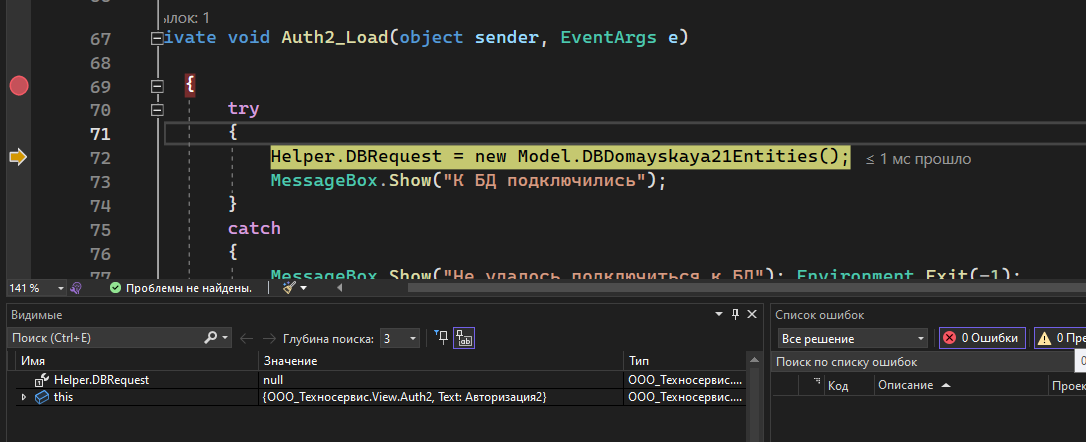 ылок: 1
67 ivate void Auth2_Load(object sender, EventArgs e)
68
69 {
70 try
71 {
72 Helper.DBRequest = new Model.DBDomayskaya21Entities(); ≤ 1 мс прошло
73 MessageBox.Show("К БД подключились");
74 }
75 catch
76 {
77 MessageBox.Show("Не удалось подключиться к БД"); Environment.Exit(-1);
141 % Проблемы не найдены.
Видимые
Поиск (Ctrl+E) Глубина поиска: 3
Имя Значение Тип
Helper.DBRequest null ООО_Техносервис....
this {ООО_Техносервис.View.Auth2, Text: Авторизация2} ООО_Техносервис....
Список ошибок
Все решение 0 Ошибки 0 Пре
Поиск по списку ошибок
Код Описание Проек